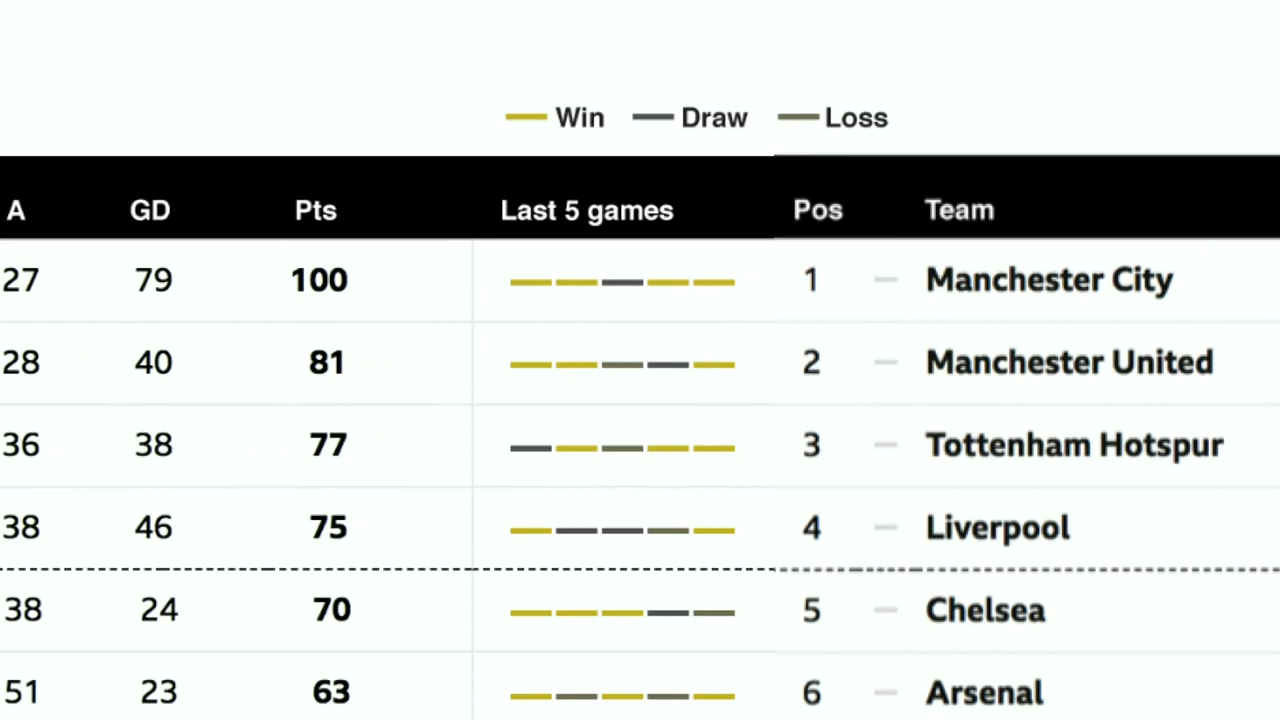 Win Draw Loss
A GD Pts Last 5 games Pos Team
27 79 100 1 Manchester City
28 40 81 2 Manchester United
36 38 77 3 Tottenham Hotspur
38 46 75 4 Liverpool
38 24 70 5 Chelsea
51 23 63 6 Arsenal